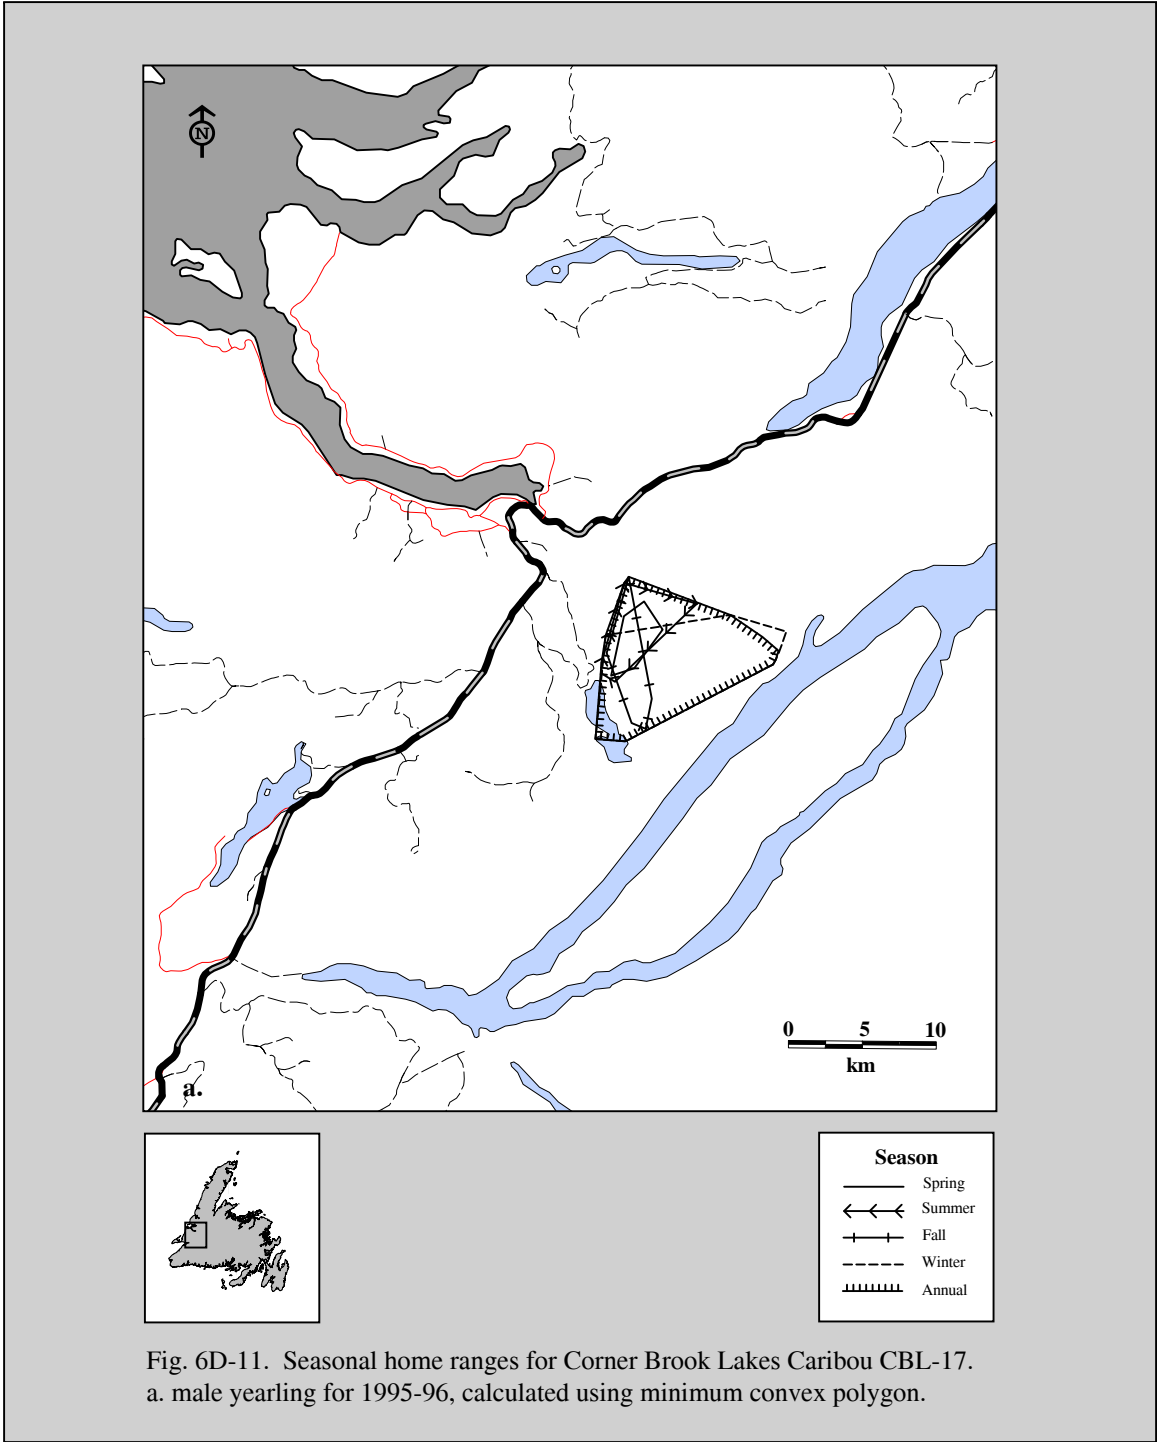 N
0 5 10
km
a.
Season
Spring
Summer
Fall
Winter
Annual
Fig. 6D-11. Seasonal home ranges for Corner Brook Lakes Caribou CBL-17.
a. male yearling for 1995-96, calculated using minimum convex polygon.